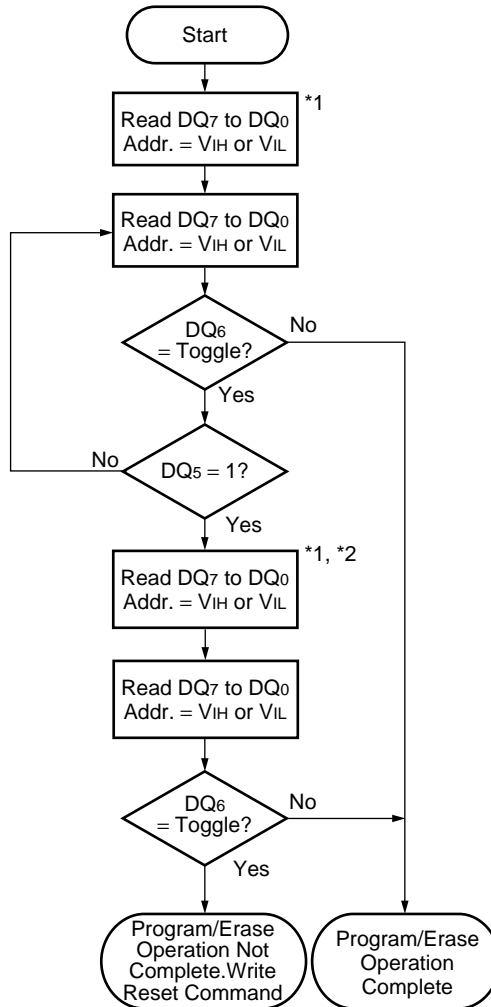 Start
*1
Read DQ7 to DQ0
Addr. = VIH or VIL
Read DQ7 to DQ0
Addr. = VIH or VIL
DQ6
= Toggle?
No
Yes
No
DQ5 = 1?
Yes
*1, *2
Read DQ7 to DQ0
Addr. = VIH or VIL
Read DQ7 to DQ0
Addr. = VIH or VIL
DQ6
= Toggle?
No
Yes
Program/Erase
Operation Not
Complete.Write
Reset Command
Program/Erase
Operation
Complete